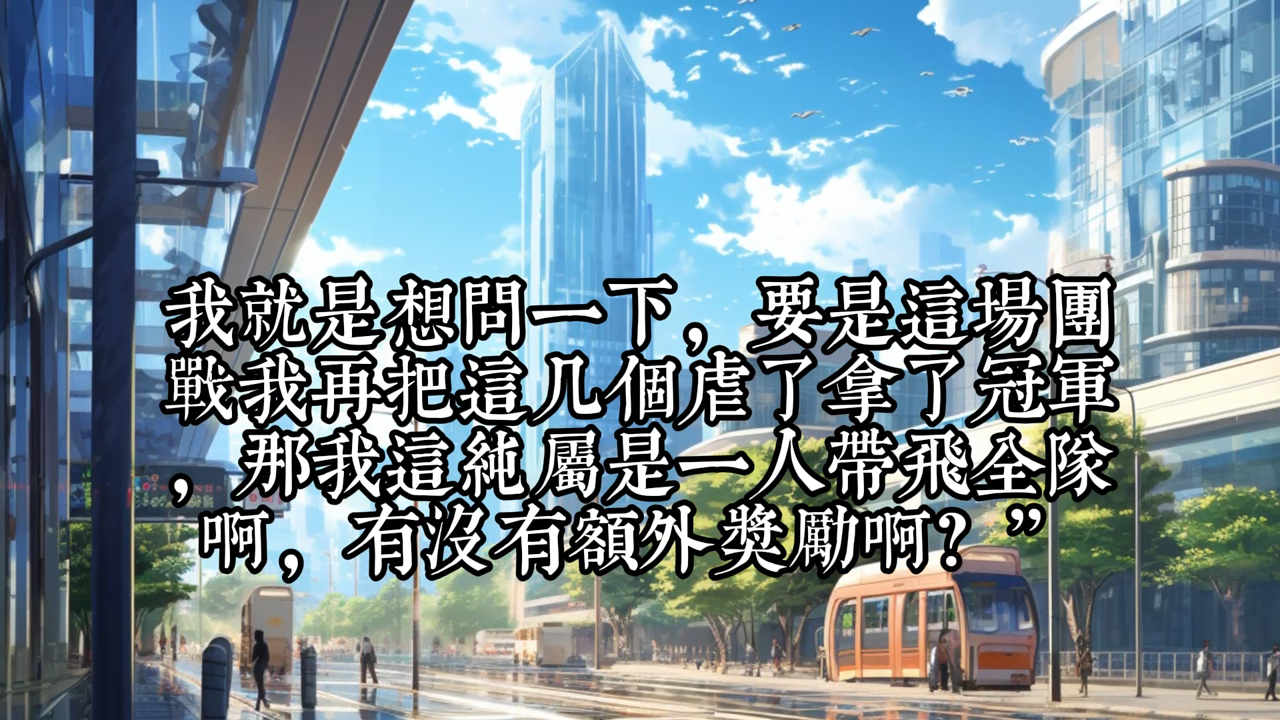 我就是想問一下，要是這場團
戰我再把這几個虐了拿了冠軍
，那我這純屬是一人帶飛全隊
啊，有沒有額外獎勵啊？”